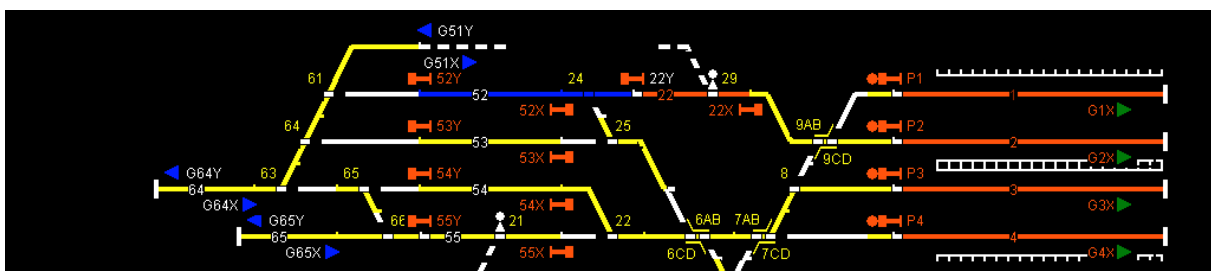 G51Y
G51X
61
52Y
24
22Y
29
P1
52
22
1
52X
22X
G1X
64
53Y
25
9AB
P2
53
2
53X
9CD
G2X
G64Y
63
65
54Y
8
P3
64
54
3
G64X
54X
G3X
G65Y
66
55Y
21
22
6AB
7AB
P4
65
55
4
G65X
55X
6CD
7CD
G4X